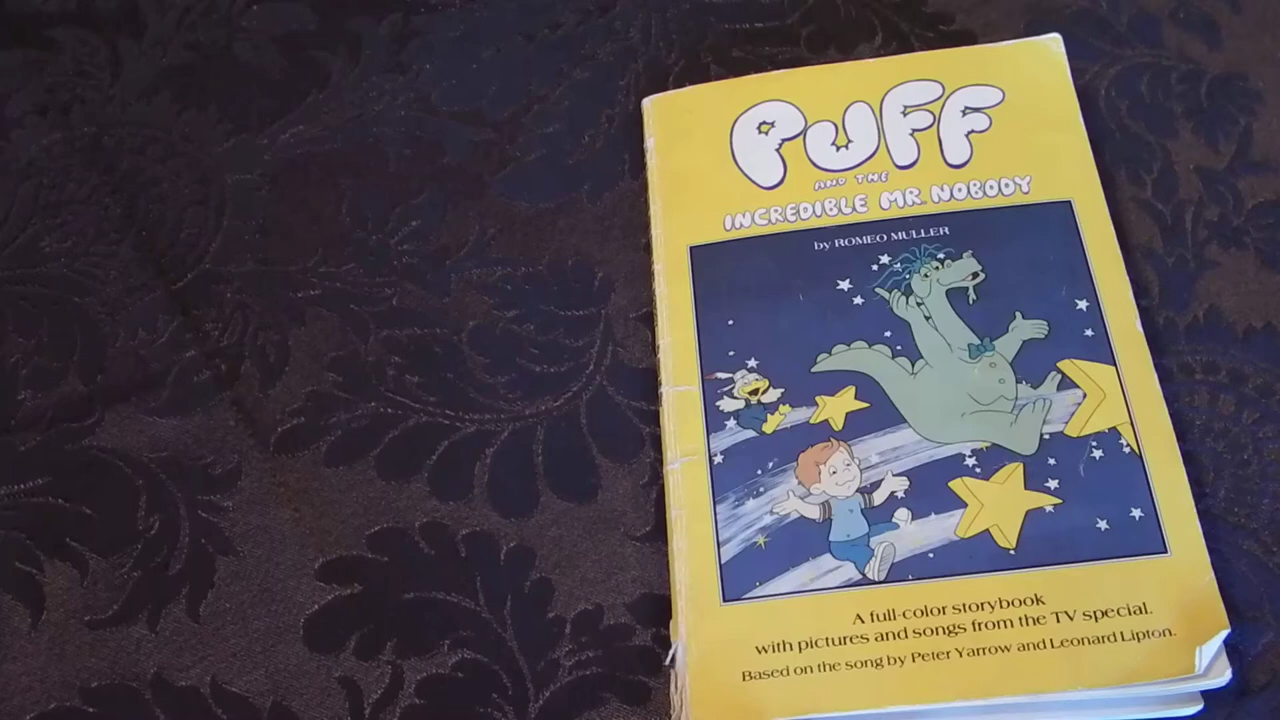 PUFF
AND THE
INCREDIBLE MR. NOBODY
by ROMEO MULLER
A full-color storybook
with pictures and songs from the TV special.
Based on the song by Peter Yarrow and Leonard Lipton.